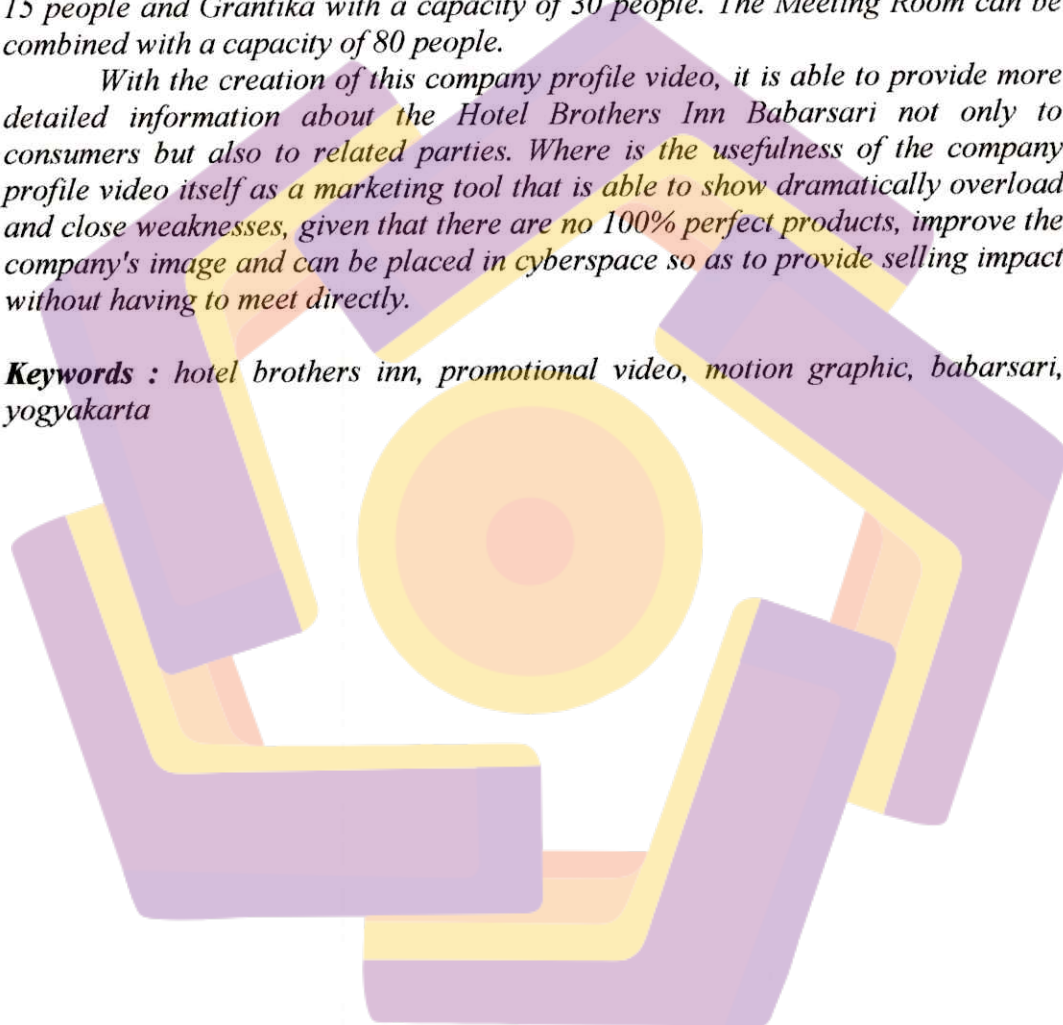 15 people and Grantika with a capacity of 30 people. The Meeting Room can be
combined with a capacity of 80 people.
With the creation of this company profile video, it is able to provide more
detailed information about the Hotel Brothers Inn Babarsari not only to
consumers but also to related parties. Where is the usefulness of the company
profile video itself as a marketing tool that is able to show dramatically overload
and close weaknesses, given that there are no 100% perfect products, improve the
company's image and can be placed in cyberspace so as to provide selling impact
without having to meet directly.
Keywords : hotel brothers inn, promotional video, motion graphic, babarsari,
yogyakarta